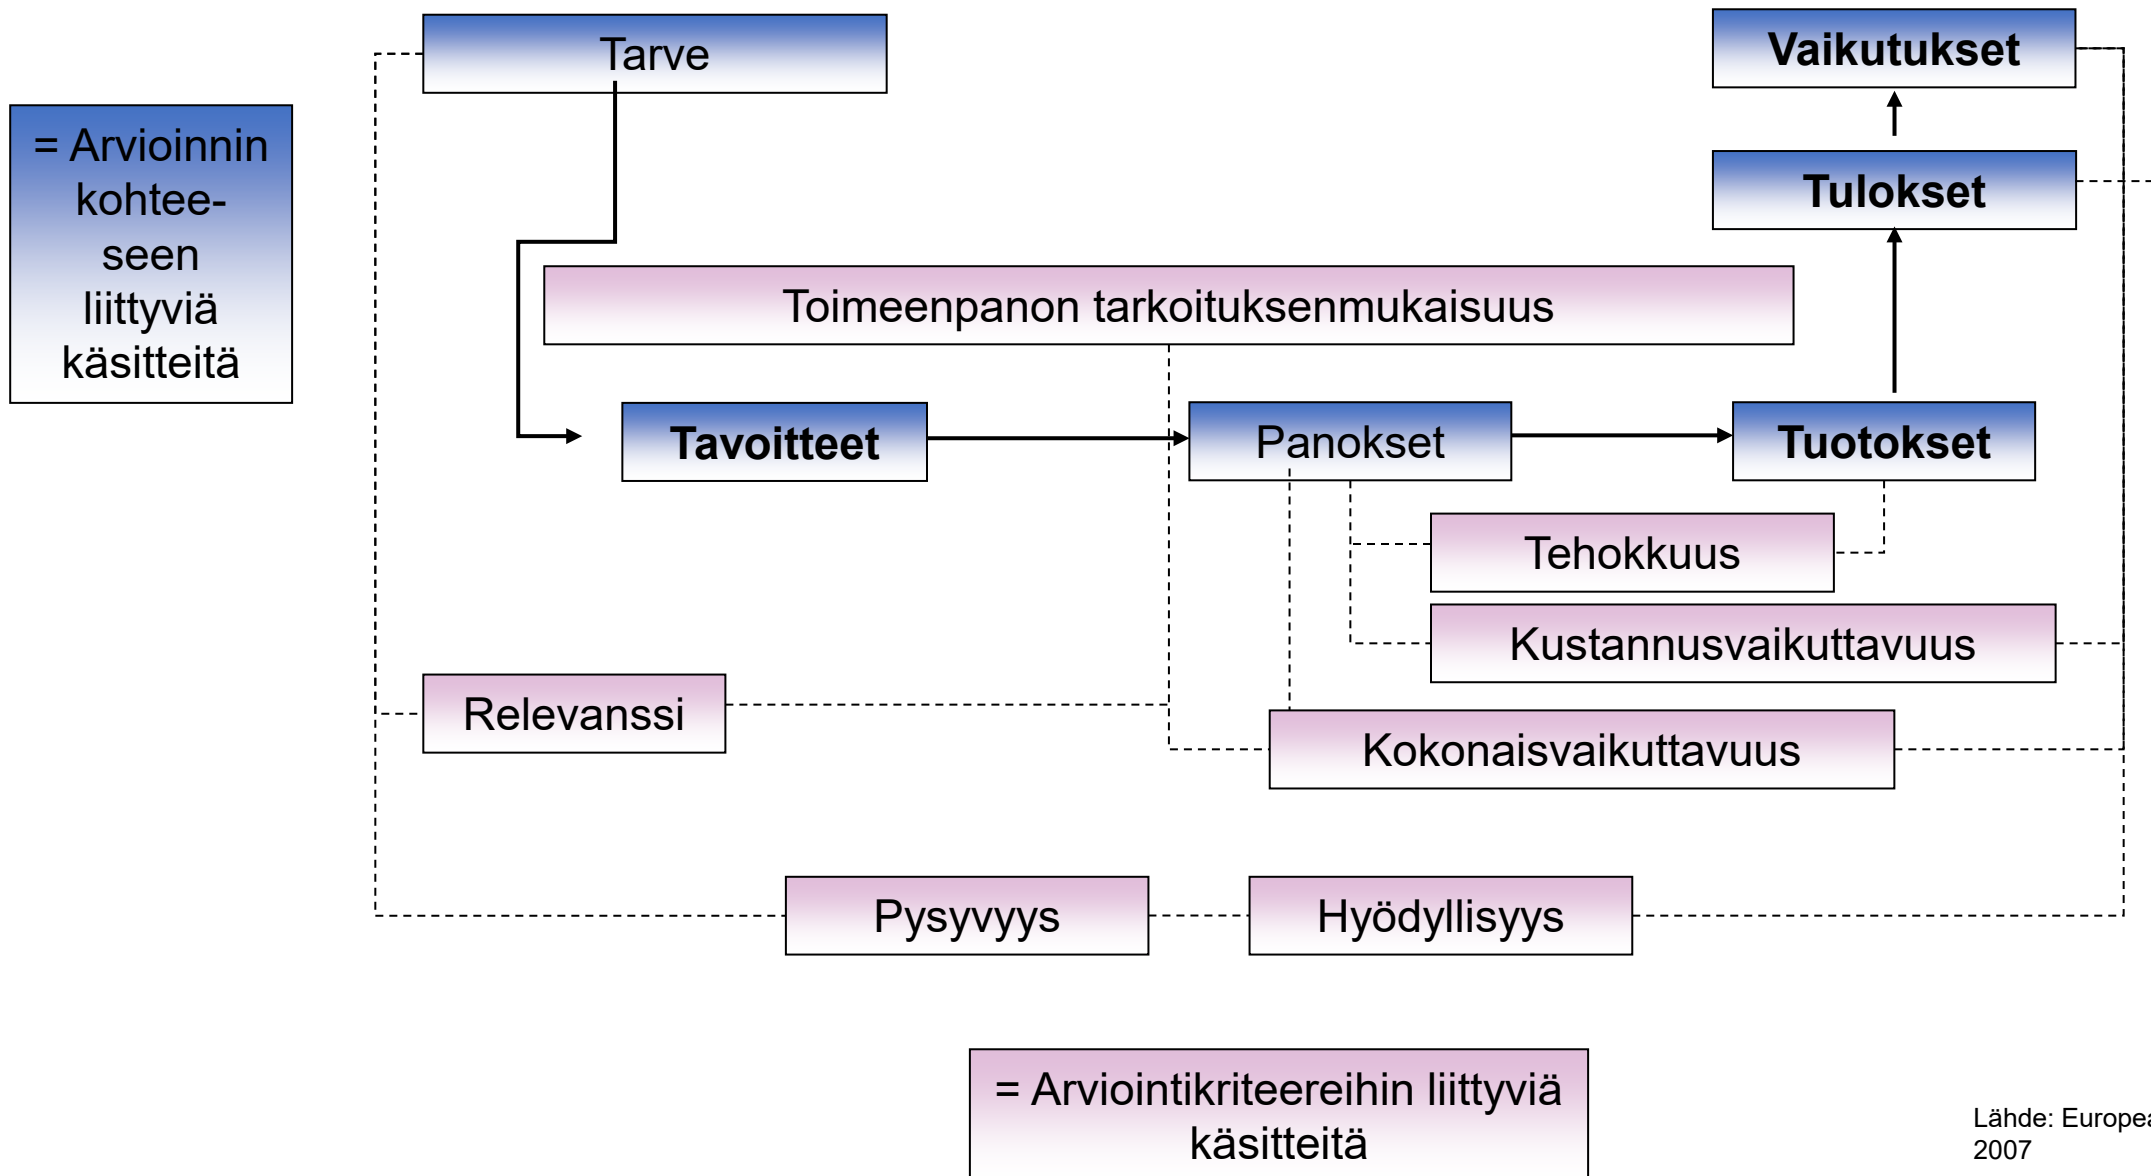 Tarve
Vaikutukset
= Arvioinnin
kohtee-
seen
liittyviä
käsitteitä
Tulokset
Toimeenpanon tarkoituksenmukaisuus
Tavoitteet
Panokset
Tuotokset
Tehokkuus
Kustannusvaikuttavuus
Relevanssi
Kokonaisvaikuttavuus
Pysyvyys
Hyödyllisyys
= Arviointikriteereihin liittyviä
käsitteitä
Lähde: Europea
2007